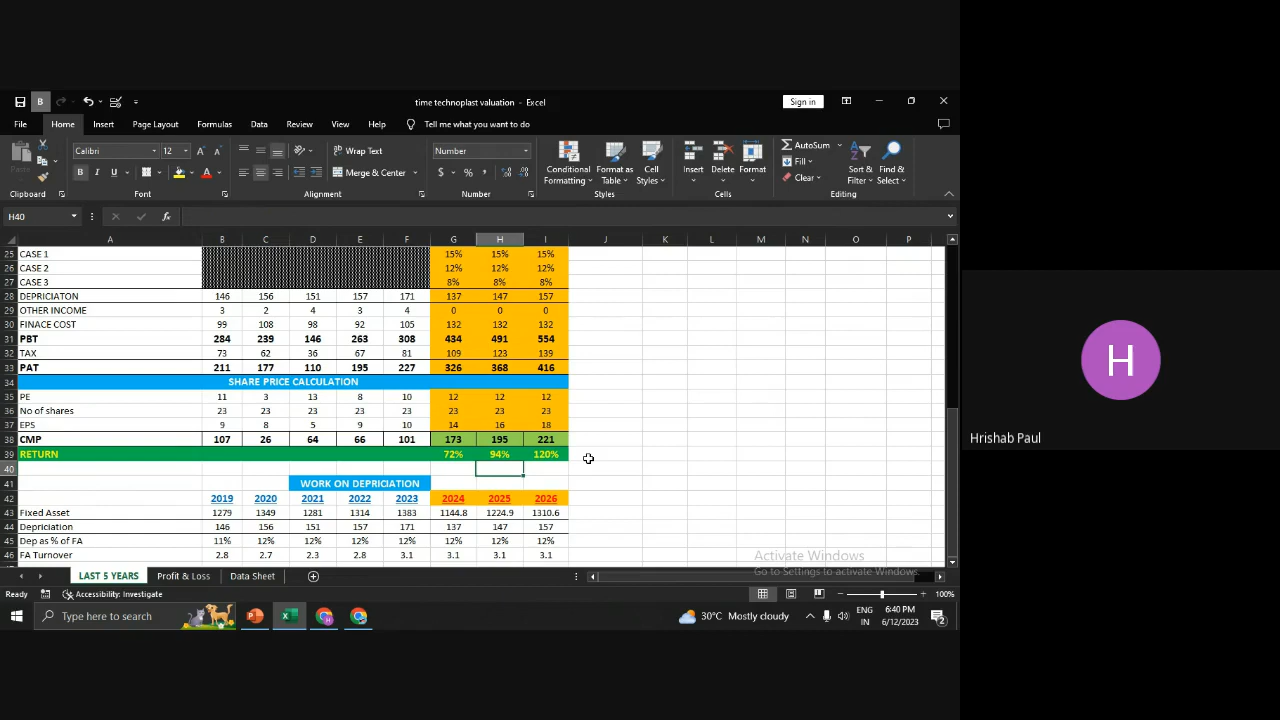 B
time technoplast valuation - Excel
Sign in
File Home Insert Page Layout Formulas Data Review View Help Tell me what you want to do
Paste Calibri 12 A A Wrap Text Number AutoSum
Conditional Formatting Format as Table Cell Styles Insert Delete Format Fill Sort & Filter Find & Select
B I U A Merge & Center $ % , Clear
Clipboard Font Alignment Number Styles Cells Editing
H40 fx
A B C D E F G H I J K L M N O P
25 CASE 1 15% 15% 15%
26 CASE 2 12% 12% 12%
27 CASE 3 8% 8% 8%
28 DEPRICIATON 146 156 151 157 171 137 147 157
29 OTHER INCOME 3 2 4 3 4 0 0 0
30 FINACE COST 99 108 98 92 105 132 132 132
31 PBT 284 239 146 263 308 434 491 554
32 TAX 73 62 36 67 81 109 123 139
33 PAT 211 177 110 195 227 326 368 416
34 SHARE PRICE CALCULATION
35 PE 11 3 13 8 10 12 12 12
36 No of shares 23 23 23 23 23 23 23 23
37 EPS 9 8 5 9 10 14 16 18
38 CMP 107 26 64 66 101 173 195 221
39 RETURN 72% 94% 120%
40
41 WORK ON DEPRICIATION
42 2019 2020 2021 2022 2023 2024 2025 2026
43 Fixed Asset 1279 1349 1281 1314 1383 1144.8 1224.9 1310.6
44 Depriciation 146 156 151 157 171 137 147 157
45 Dep as % of FA 11% 12% 12% 12% 12% 12% 12% 12%
46 FA Turnover 2.8 2.7 2.3 2.8 3.1 3.1 3.1 3.1
Activate Windows
Go to Settings to activate Windows.
LAST 5 YEARS Profit & Loss Data Sheet
Ready Accessibility: Investigate 100%
Type here to search 30°C Mostly cloudy ENG IN 6:40 PM 6/12/2023 2
H
Hrishab Paul